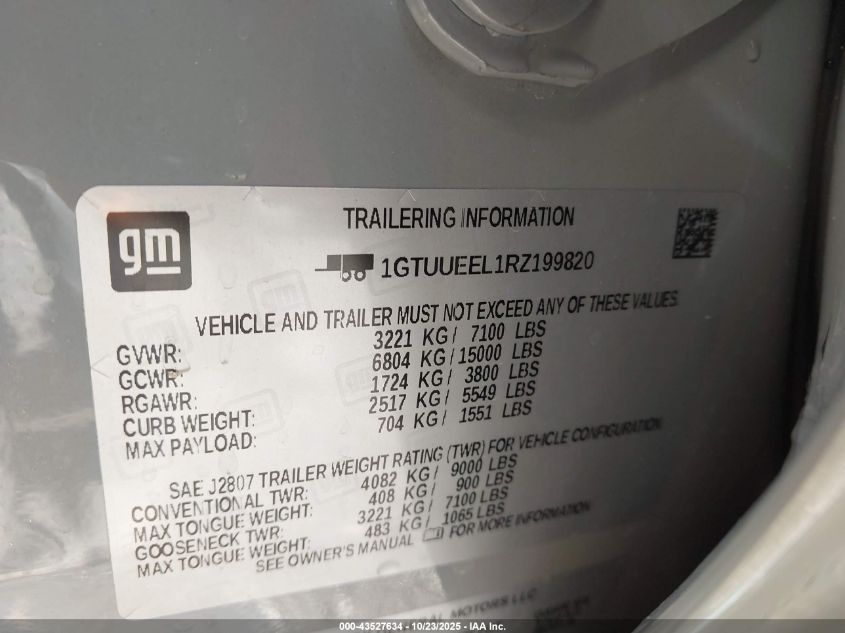 gm
TRAILERING INFORMATION
1GTUUEEL1RZ199820
VEHICLE AND TRAILER MUST NOT EXCEED ANY OF THESE VALUES
GVWR: 3221 KG/ 7100 LBS
GCWR: 6804 KG/15000 LBS
RGAWR: 1724 KG/ 3800 LBS
CURB WEIGHT: 2517 KG/ 5549 LBS
MAX PAYLOAD: 704 KG/ 1551 LBS
SAE J2807 TRAILER WEIGHT RATING (TWR) FOR VEHICLE CONFIGURATION
CONVENTIONAL TWR: 4082 KG/ 9000 LBS
MAX TONGUE WEIGHT: 408 KG/ 900 LBS
GOOSENECK TWR: 3221 KG/ 7100 LBS
MAX TONGUE WEIGHT: 483 KG/ 1065 LBS
SEE OWNER'S MANUAL FOR MORE INFORMATION
MOTORS LLC
000-43527634 - 10/23/2025 - IAA Inc.